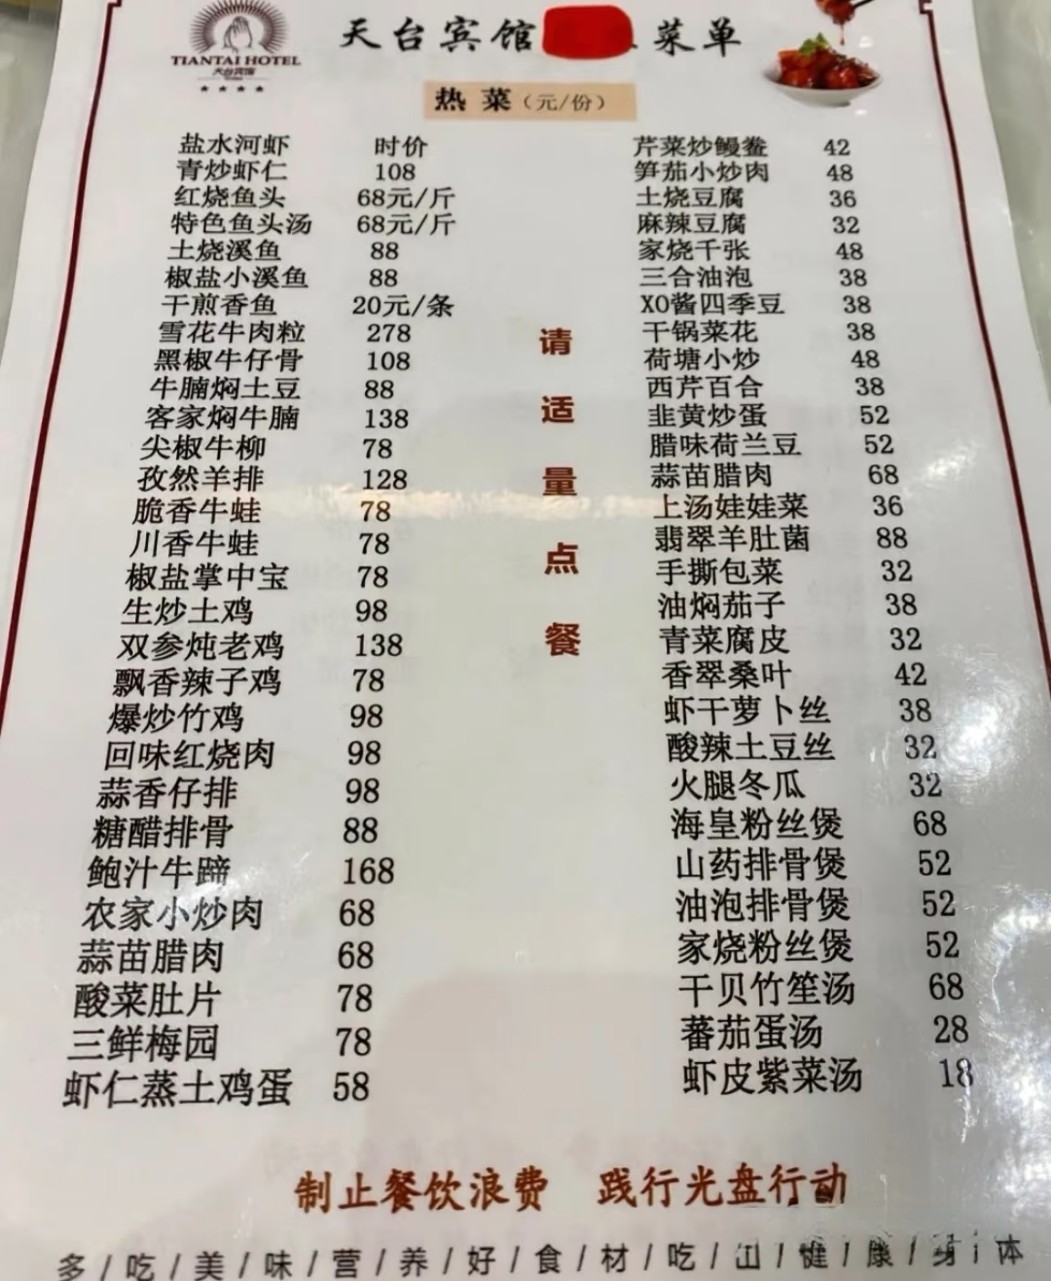 TIANTAI HOTEL
天台宾馆
天台宾馆 菜单
热菜（元/份）
盐水河虾 时价
青炒虾仁 108
红烧鱼头 68元/斤
特色鱼头汤 68元/斤
土烧溪鱼 88
椒盐小溪鱼 88
干煎香鱼 20元/条
雪花牛肉粒 278
黑椒牛仔骨 108
牛腩焖土豆 88
客家焖牛腩 138
尖椒牛柳 78
孜然羊排 128
脆香牛蛙 78
川香牛蛙 78
椒盐掌中宝 78
生炒土鸡 98
双参炖老鸡 138
飘香辣子鸡 78
爆炒竹鸡 98
回味红烧肉 98
蒜香仔排 98
糖醋排骨 88
鲍汁牛蹄 168
农家小炒肉 68
蒜苗腊肉 68
酸菜肚片 78
三鲜梅园 78
虾仁蒸土鸡蛋 58
请
适
量
点
餐
芹菜炒鳗鲞 42
笋茄小炒肉 48
土烧豆腐 36
麻辣豆腐 32
家烧千张 48
三合油泡 38
XO酱四季豆 38
干锅菜花 38
荷塘小炒 48
西芹百合 38
韭黄炒蛋 52
腊味荷兰豆 52
蒜苗腊肉 68
上汤娃娃菜 36
翡翠羊肚菌 88
手撕包菜 32
油焖茄子 38
青菜腐皮 32
香翠桑叶 42
虾干萝卜丝 38
酸辣土豆丝 32
火腿冬瓜 32
海皇粉丝煲 68
山药排骨煲 52
油泡排骨煲 52
家烧粉丝煲 52
干贝竹笙汤 68
蕃茄蛋汤 28
虾皮紫菜汤 18
制止餐饮浪费 践行光盘行动
多/吃/美/味/营/养/好/食/材/吃/出/健/康/身/体